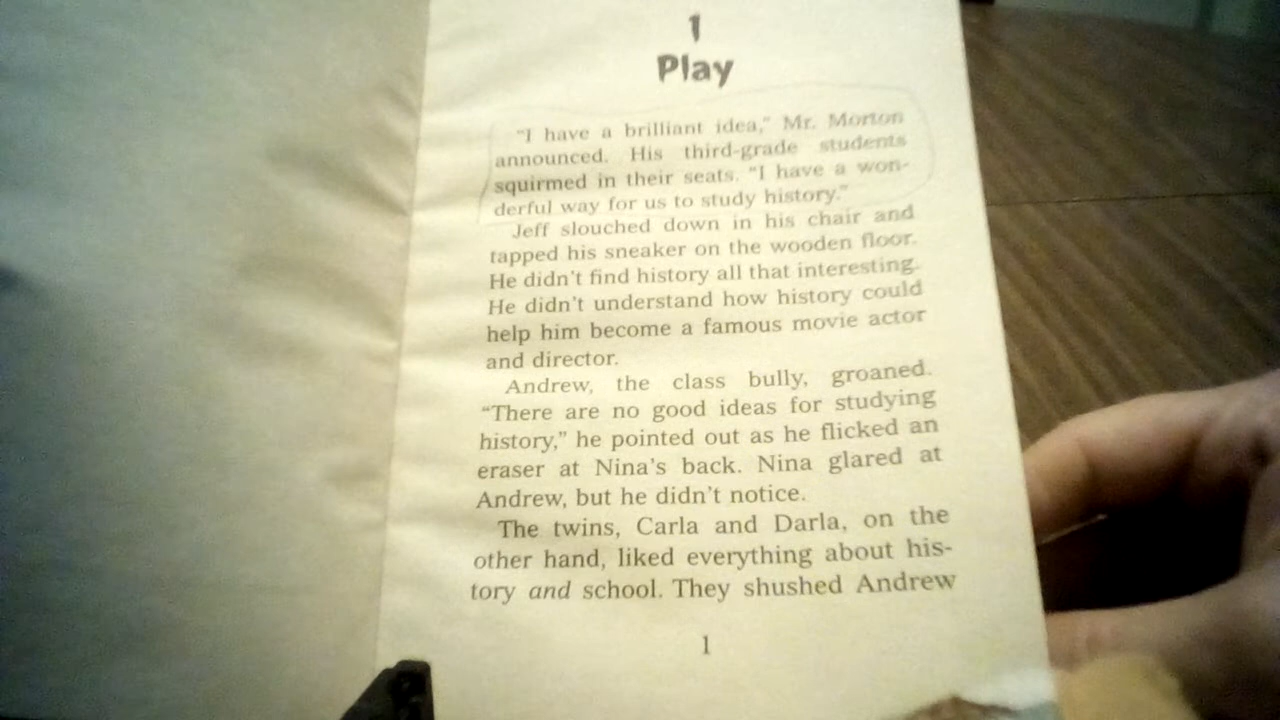 1
Play
"I have a brilliant idea," Mr. Morton
announced. His third-grade students
squirmed in their seats. "I have a won-
derful way for us to study history."
Jeff slouched down in his chair and
tapped his sneaker on the wooden floor.
He didn't find history all that interesting.
He didn't understand how history could
help him become a famous movie actor
and director.
Andrew, the class bully, groaned.
"There are no good ideas for studying
history," he pointed out as he flicked an
eraser at Nina's back. Nina glared at
Andrew, but he didn't notice.
The twins, Carla and Darla, on the
other hand, liked everything about his-
tory and school. They shushed Andrew
1